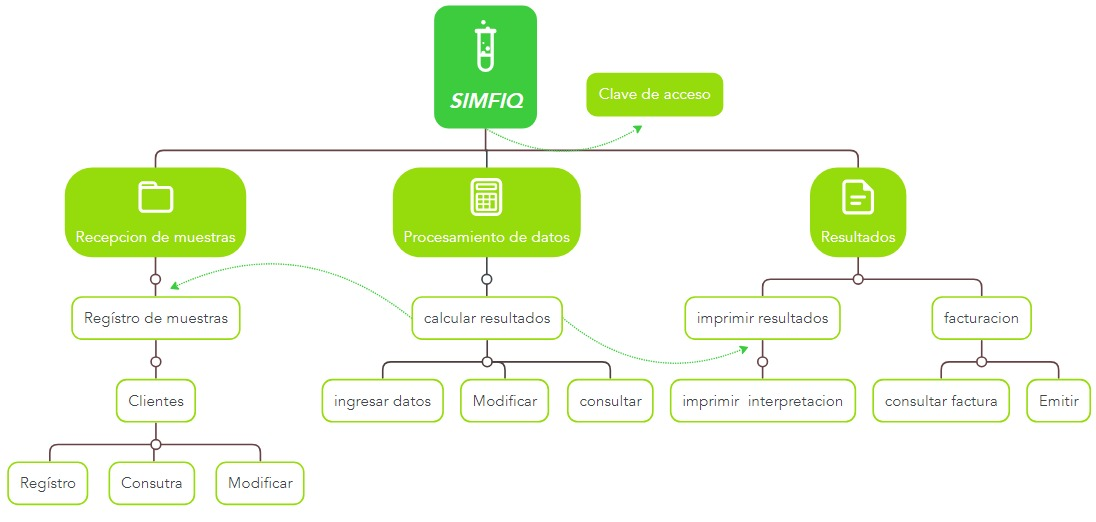 SIMFIQ
Clave de acceso
Recepcion de muestras
Procesamiento de datos
Resultados
Regístro de muestras
calcular resultados
imprimir resultados
facturacion
Clientes
ingresar datos
Modificar
consultar
imprimir interpretacion
consultar factura
Emitir
Regístro
Consutra
Modificar